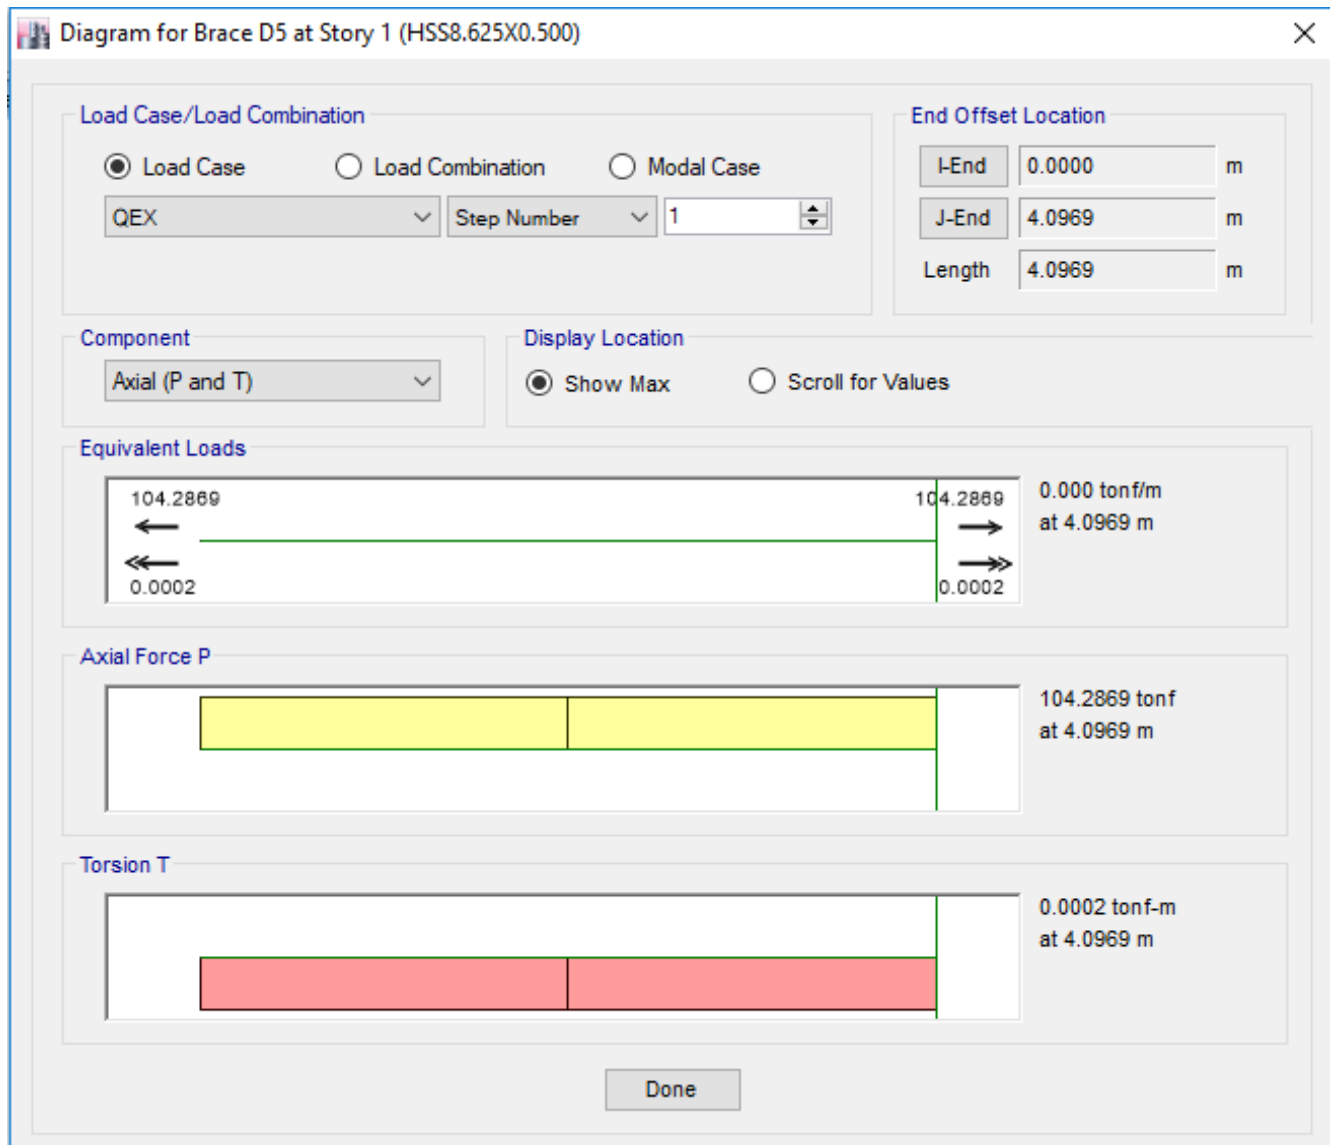 Diagram for Brace D5 at Story 1 (HSS8.625X0.500)
Load Case/Load Combination
Load Case Load Combination Modal Case
QEX Step Number 1
End Offset Location
I-End 0.0000 m
J-End 4.0969 m
Length 4.0969 m
Component
Axial (P and T)
Display Location
Show Max Scroll for Values
Equivalent Loads
104.2869 104.2869
0.0002 0.0002
0.000 tonf/m
at 4.0969 m
Axial Force P
104.2869 tonf
at 4.0969 m
Torsion T
0.0002 tonf-m
at 4.0969 m
Done